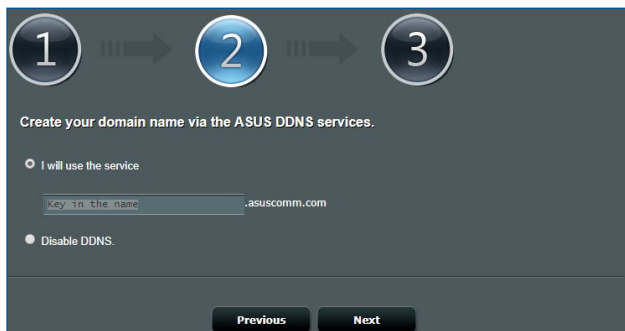 1 2 3
Create your domain name via the ASUS DDNS services.
I will use the service
Key in the name .asuscomm.com
Disable DDNS.
Previous Next